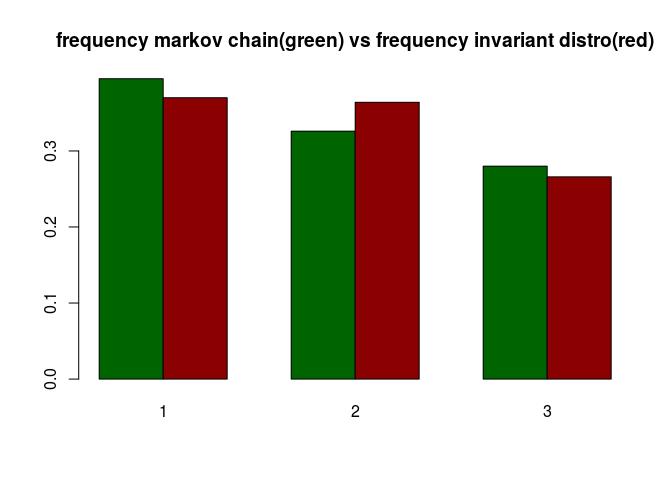 frequency markov chain(green) vs frequency invariant distro(red)
0.3
0.2
0.1
0.0
1 2 3